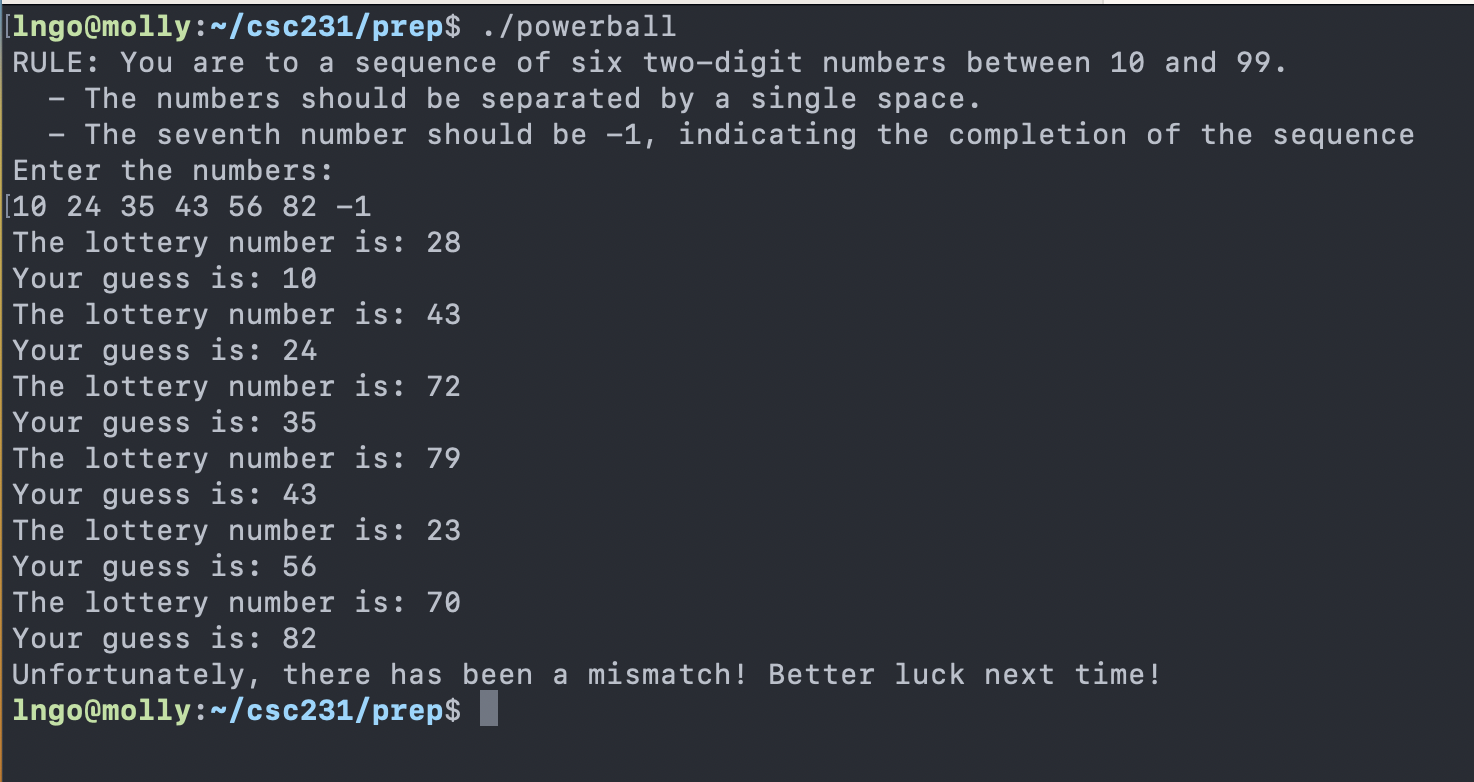 [lngo@molly:~/csc231/prep$ ./powerball
RULE: You are to a sequence of six two-digit numbers between 10 and 99.
  - The numbers should be separated by a single space.
  - The seventh number should be -1, indicating the completion of the sequence
Enter the numbers:
[10 24 35 43 56 82 -1
The lottery number is: 28
Your guess is: 10
The lottery number is: 43
Your guess is: 24
The lottery number is: 72
Your guess is: 35
The lottery number is: 79
Your guess is: 43
The lottery number is: 23
Your guess is: 56
The lottery number is: 70
Your guess is: 82
Unfortunately, there has been a mismatch! Better luck next time!
lngo@molly:~/csc231/prep$